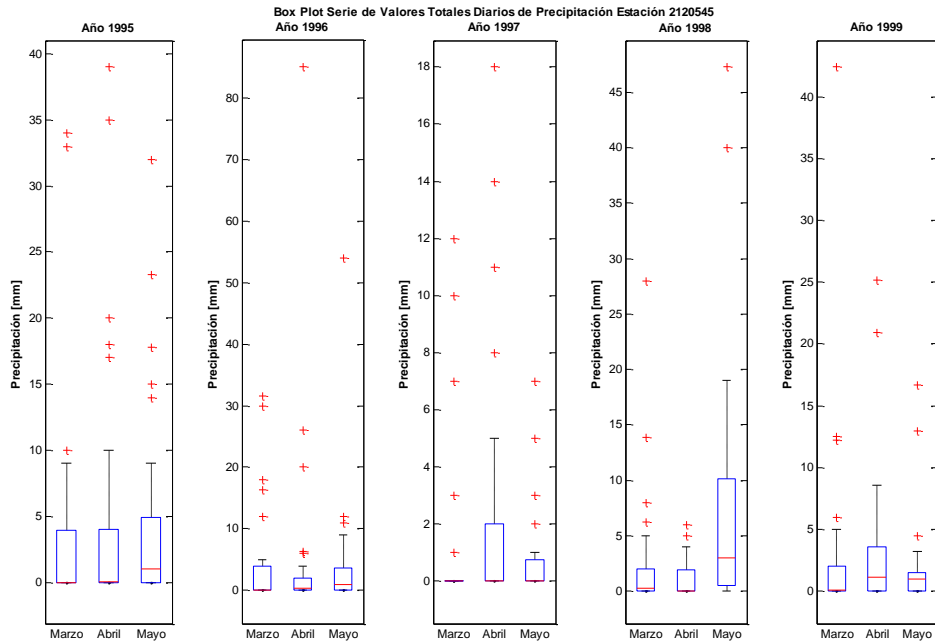 Box Plot Serie de Valores Totales Diarios de Precipitación Estación 2120545
Año 1995
Año 1996
Año 1997
Año 1998
Año 1999
Precipitación [mm]
40
35
30
25
20
15
10
5
0
Marzo Abril Mayo
Precipitación [mm]
80
70
60
50
40
30
20
10
0
Marzo Abril Mayo
Precipitación [mm]
18
16
14
12
10
8
6
4
2
0
Marzo Abril Mayo
Precipitación [mm]
45
40
35
30
25
20
15
10
5
0
Marzo Abril Mayo
Precipitación [mm]
40
35
30
25
20
15
10
5
0
Marzo Abril Mayo